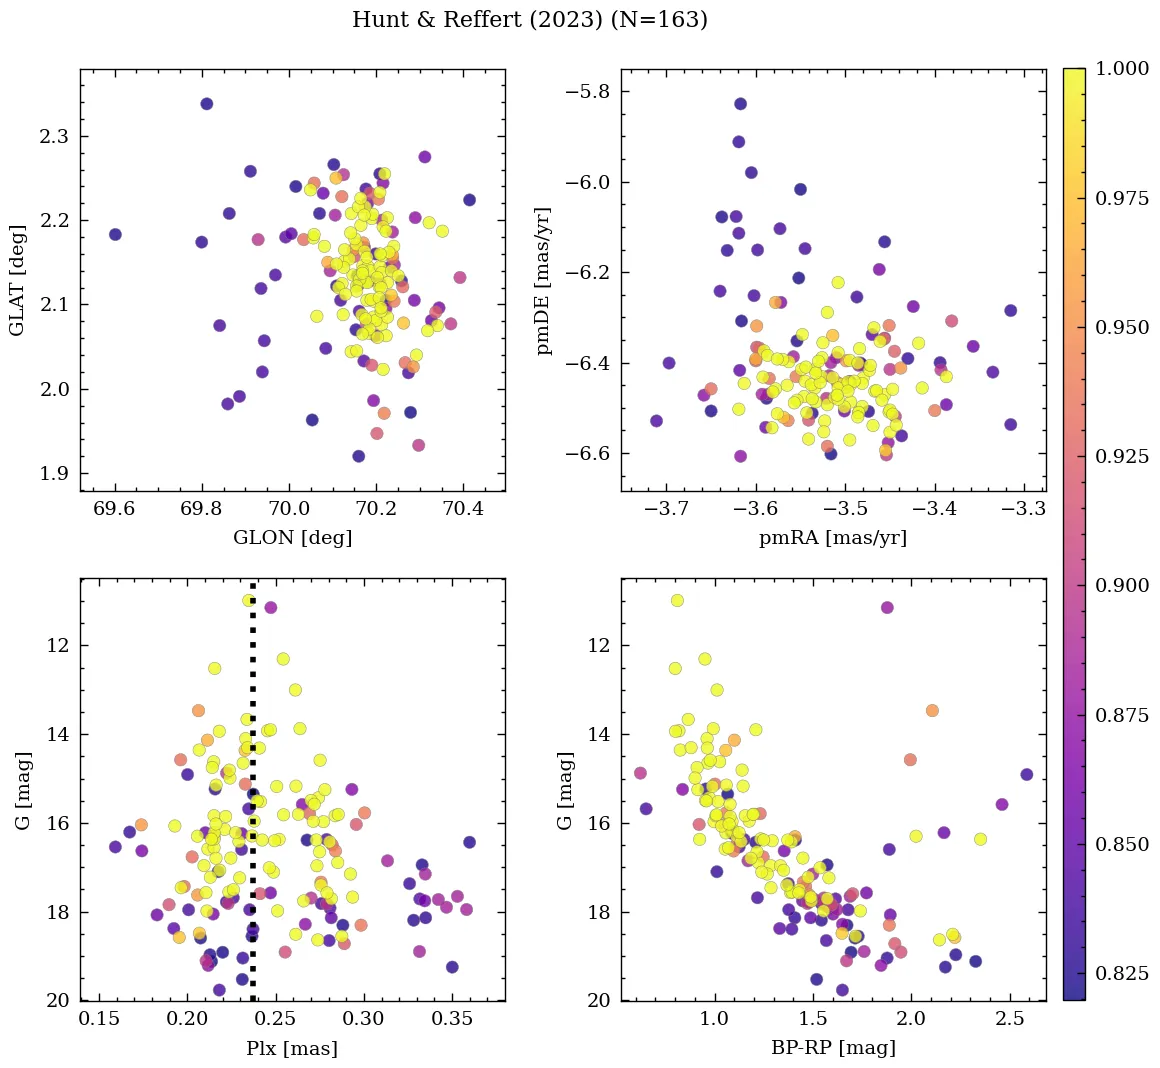 Hunt & Reffert (2023) (N=163)
2.3
2.2
2.1
2.0
1.9
GLAT [deg]
69.6 69.8 70.0 70.2 70.4
GLON [deg]
−5.8
−6.0
−6.2
−6.4
−6.6
pmDE [mas/yr]
−3.7 −3.6 −3.5 −3.4 −3.3
pmRA [mas/yr]
12
14
16
18
20
G [mag]
0.15 0.20 0.25 0.30 0.35
Plx [mas]
12
14
16
18
20
G [mag]
1.0 1.5 2.0 2.5
BP-RP [mag]
1.000
0.975
0.950
0.925
0.900
0.875
0.850
0.825